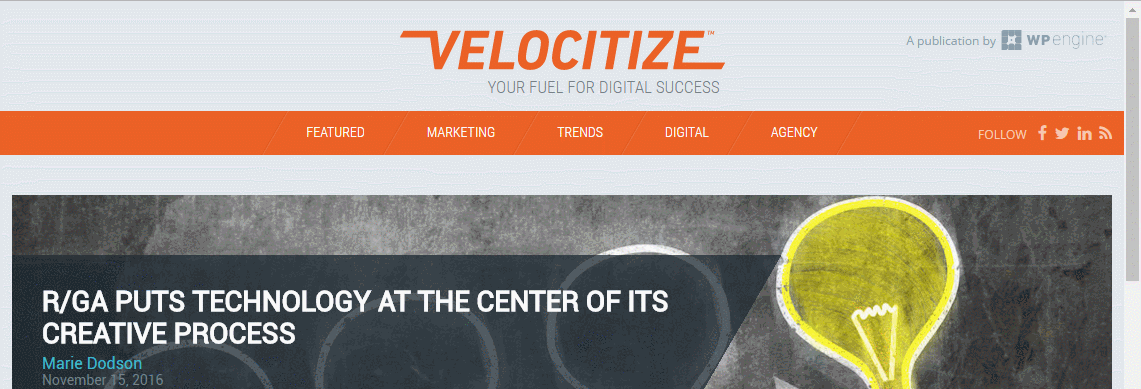 VELOCITIZE™
YOUR FUEL FOR DIGITAL SUCCESS
A publication by WP engine
FEATURED MARKETING TRENDS DIGITAL AGENCY FOLLOW
R/GA PUTS TECHNOLOGY AT THE CENTER OF ITS
CREATIVE PROCESS
Marie Dodson
November 15, 2016